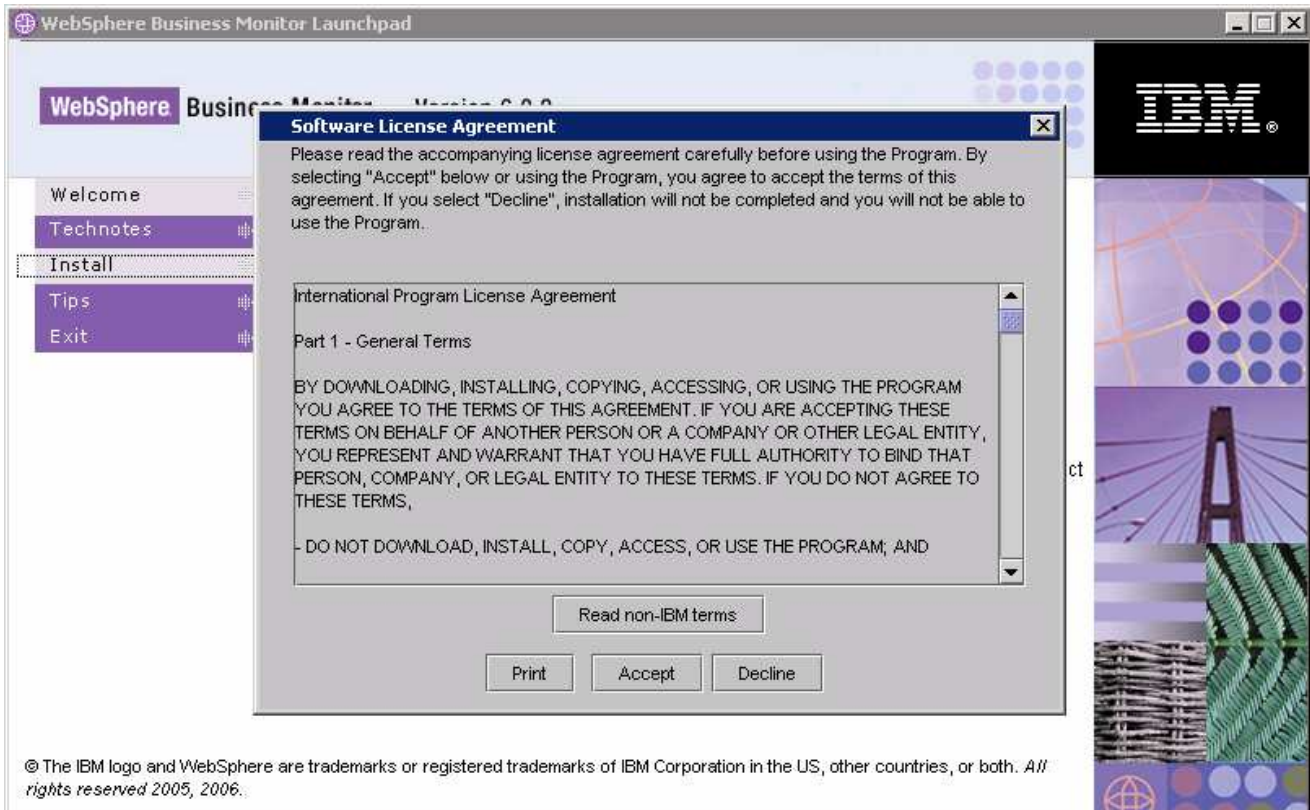 WebSphere Business Monitor Launchpad
WebSphere Business Monitor Version 6.0.2
IBM®
Welcome
Technotes
Install
Tips
Exit
Software License Agreement
Please read the accompanying license agreement carefully before using the Program. By
selecting "Accept" below or using the Program, you agree to accept the terms of this
agreement. If you select "Decline", installation will not be completed and you will not be able to
use the Program.
International Program License Agreement
Part 1 - General Terms
BY DOWNLOADING, INSTALLING, COPYING, ACCESSING, OR USING THE PROGRAM
YOU AGREE TO THE TERMS OF THIS AGREEMENT. IF YOU ARE ACCEPTING THESE
TERMS ON BEHALF OF ANOTHER PERSON OR A COMPANY OR OTHER LEGAL ENTITY,
YOU REPRESENT AND WARRANT THAT YOU HAVE FULL AUTHORITY TO BIND THAT
PERSON, COMPANY, OR LEGAL ENTITY TO THESE TERMS. IF YOU DO NOT AGREE TO
THESE TERMS,
- DO NOT DOWNLOAD, INSTALL, COPY, ACCESS, OR USE THE PROGRAM; AND
ct
Read non-IBM terms
Print
Accept
Decline
© The IBM logo and WebSphere are trademarks or registered trademarks of IBM Corporation in the US, other countries, or both. All
rights reserved 2005, 2006.